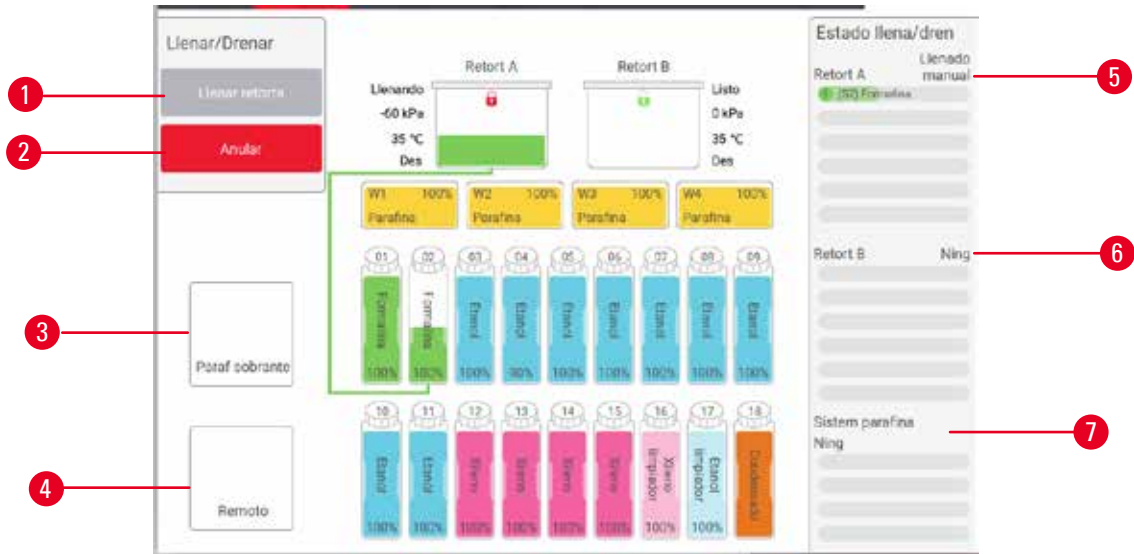 Llenar/Drenar
Llenar retorta
Anular
1
2
3
4
Paraf sobrante
Remoto
Retort A
Retort B
Llenando
-60 kPa
35 °C
Des
Listo
0 kPa
35 °C
Des
W1 100%
Parafina
W2 100%
Parafina
W3 100%
Parafina
W4 100%
Parafina
01 02 03 04 05 06 07 08 09
Formalina
Formalina
Etanol
Etanol
Etanol
Etanol
Etanol
Etanol
Etanol
100% 100% 100% 90% 100% 100% 100% 100% 100%
10 11 12 13 14 15 16 17 18
Etanol
Etanol
Xileno
Xileno
Xileno
Xileno
Xileno limpiador
Etanol limpiador
Condensado
100% 100% 100% 100% 100% 100% 100% 100%
Estado llena/dren
Retort A
Llenado manual
(S2) Formalina
Retort B Ning
Sistem parafina
Ning
5
6
7